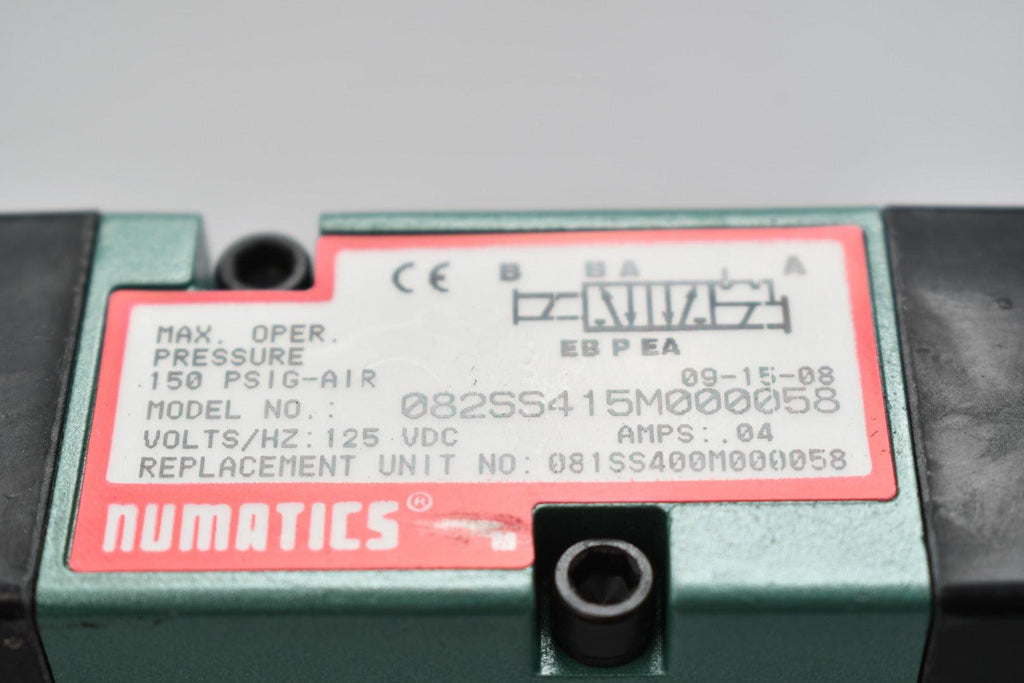 CE B BA A
EB P EA
MAX. OPER.
PRESSURE
150 PSIG-AIR
09-15-08
MODEL NO.: 082SS415M000058
VOLTS/HZ: 125 VDC AMPS: .04
REPLACEMENT UNIT NO: 081SS400M000058
NUMATICS®